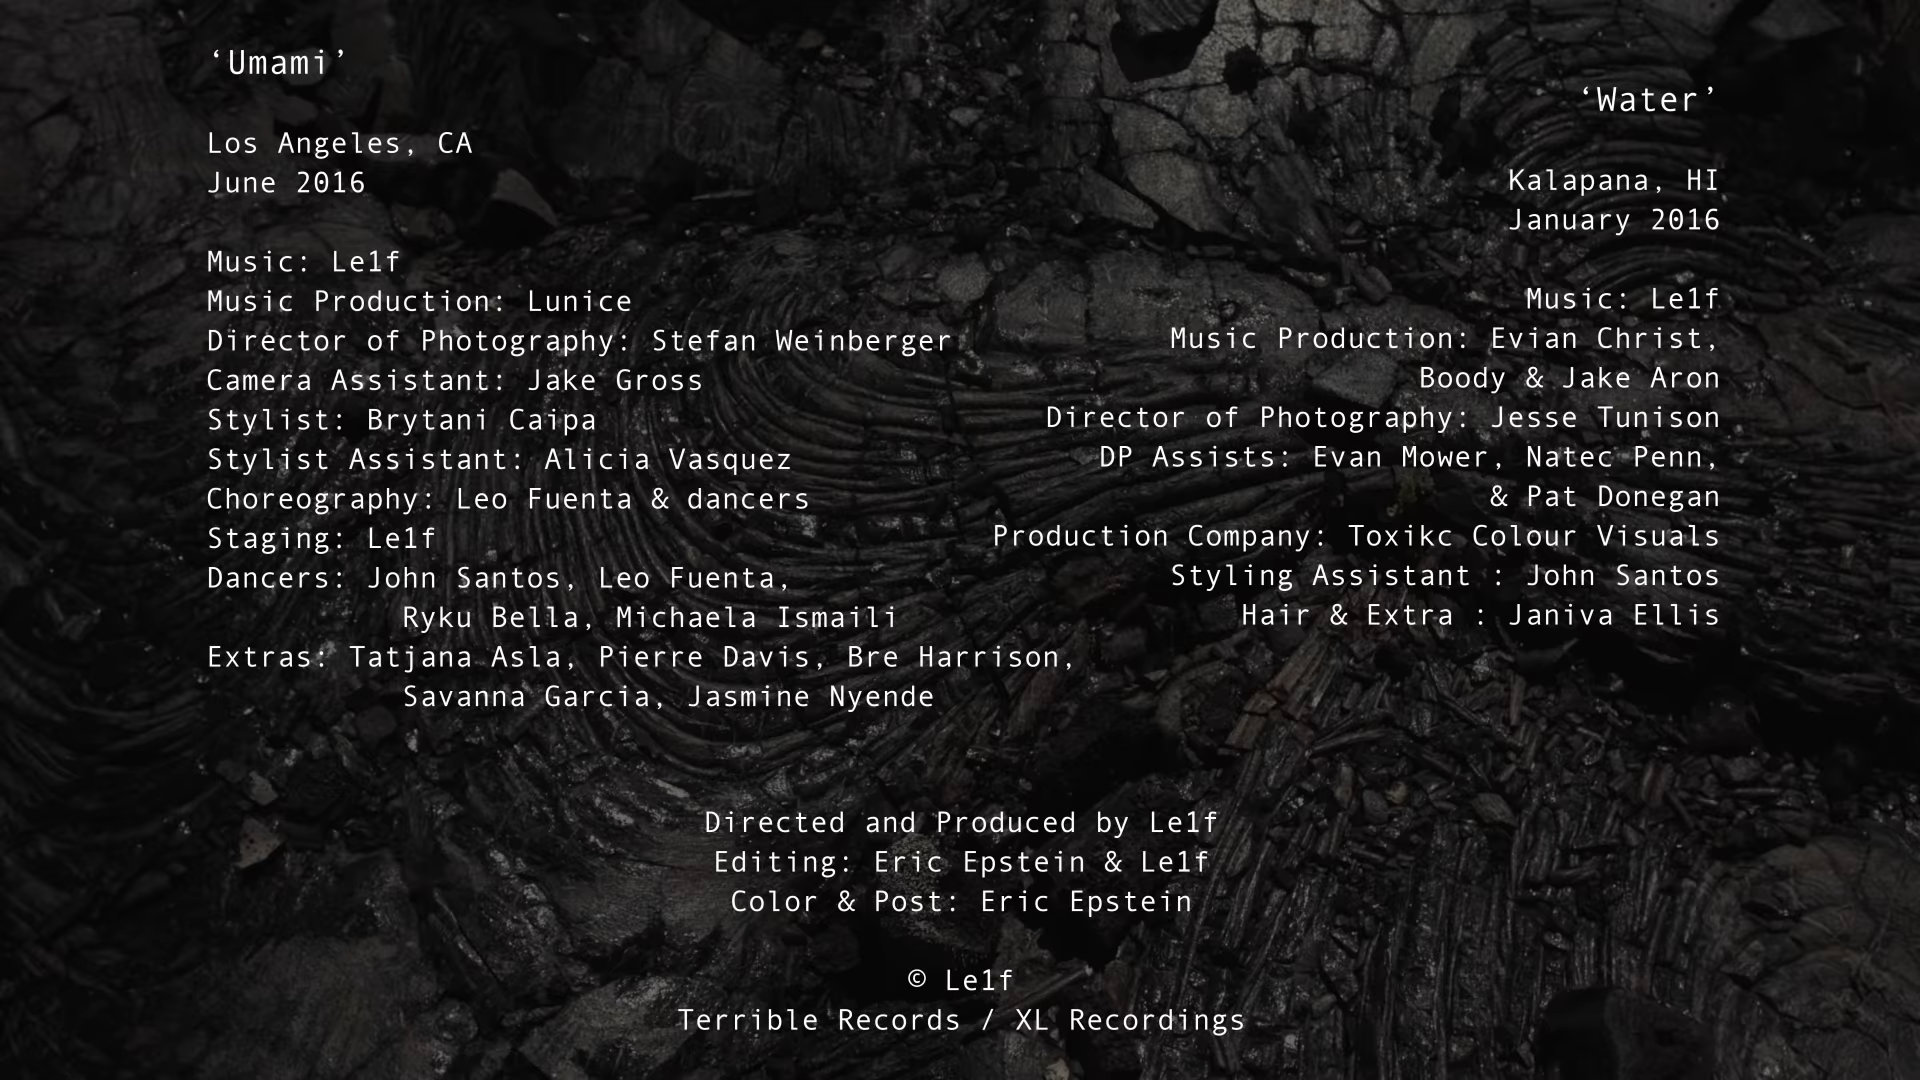 ‘Umami’
Los Angeles, CA
June 2016
Music: Le1f
Music Production: Lunice
Director of Photography: Stefan Weinberger
Camera Assistant: Jake Gross
Stylist: Brytani Caipa
Stylist Assistant: Alicia Vasquez
Choreography: Leo Fuenta & dancers
Staging: Le1f
Dancers: John Santos, Leo Fuenta,
Ryku Bella, Michaela Ismaili
Extras: Tatjana Asla, Pierre Davis, Bre Harrison,
Savanna Garcia, Jasmine Nyende
‘Water’
Kalapana, HI
January 2016
Music: Le1f
Music Production: Evian Christ,
Boody & Jake Aron
Director of Photography: Jesse Tunison
DP Assists: Evan Mower, Natec Penn,
& Pat Donegan
Production Company: Toxikc Colour Visuals
Styling Assistant : John Santos
Hair & Extra : Janiva Ellis
Directed and Produced by Le1f
Editing: Eric Epstein & Le1f
Color & Post: Eric Epstein
© Le1f
Terrible Records / XL Recordings